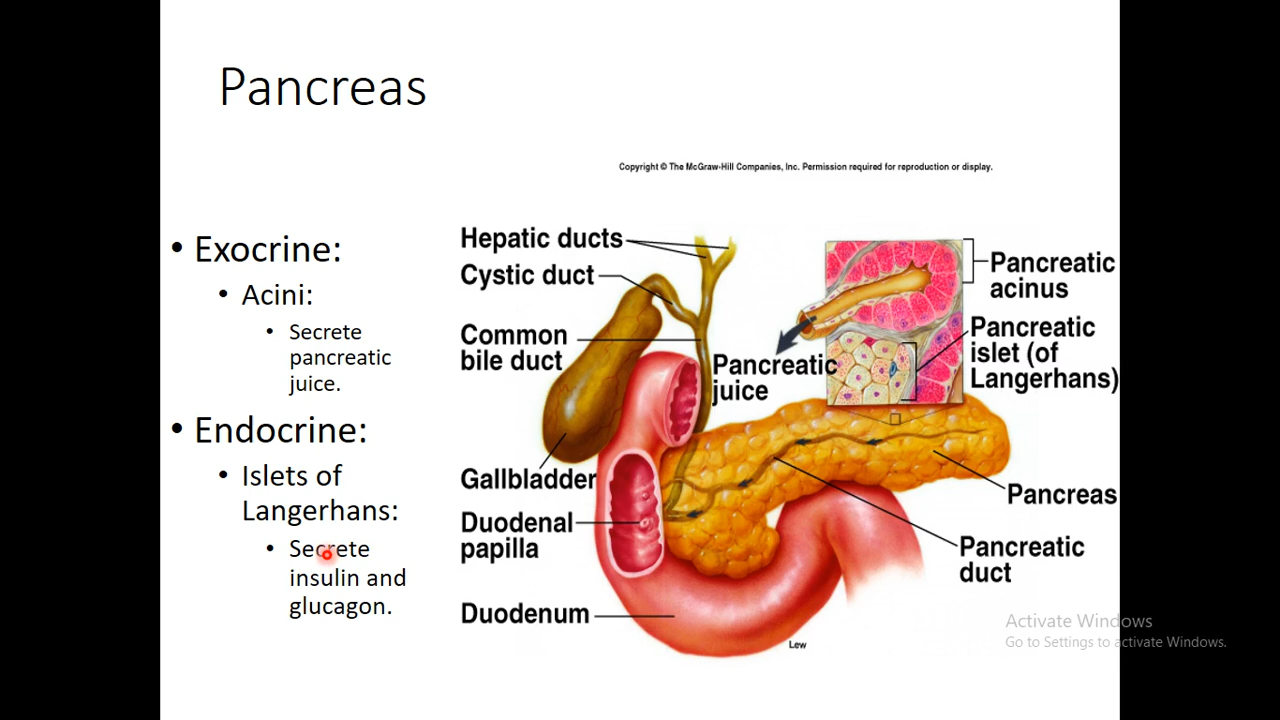 Pancreas
Copyright © The McGraw-Hill Companies, Inc. Permission required for reproduction or display.
• Exocrine:
• Acini:
• Secrete
pancreatic
juice.
• Endocrine:
• Islets of
Langerhans:
• Secrete
insulin and
glucagon.
Hepatic ducts
Cystic duct
Common
bile duct
Gallbladder
Duodenal
papilla
Duodenum
Pancreatic
juice
Pancreatic
acinus
Pancreatic
islet (of
Langerhans)
Pancreas
Pancreatic
duct
Lew
Activate Windows
Go to Settings to activate Windows.